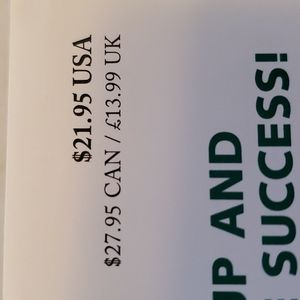 $21.95 USA
$27.95 CAN / £13.99 UK
UP AND
SUCCESS!